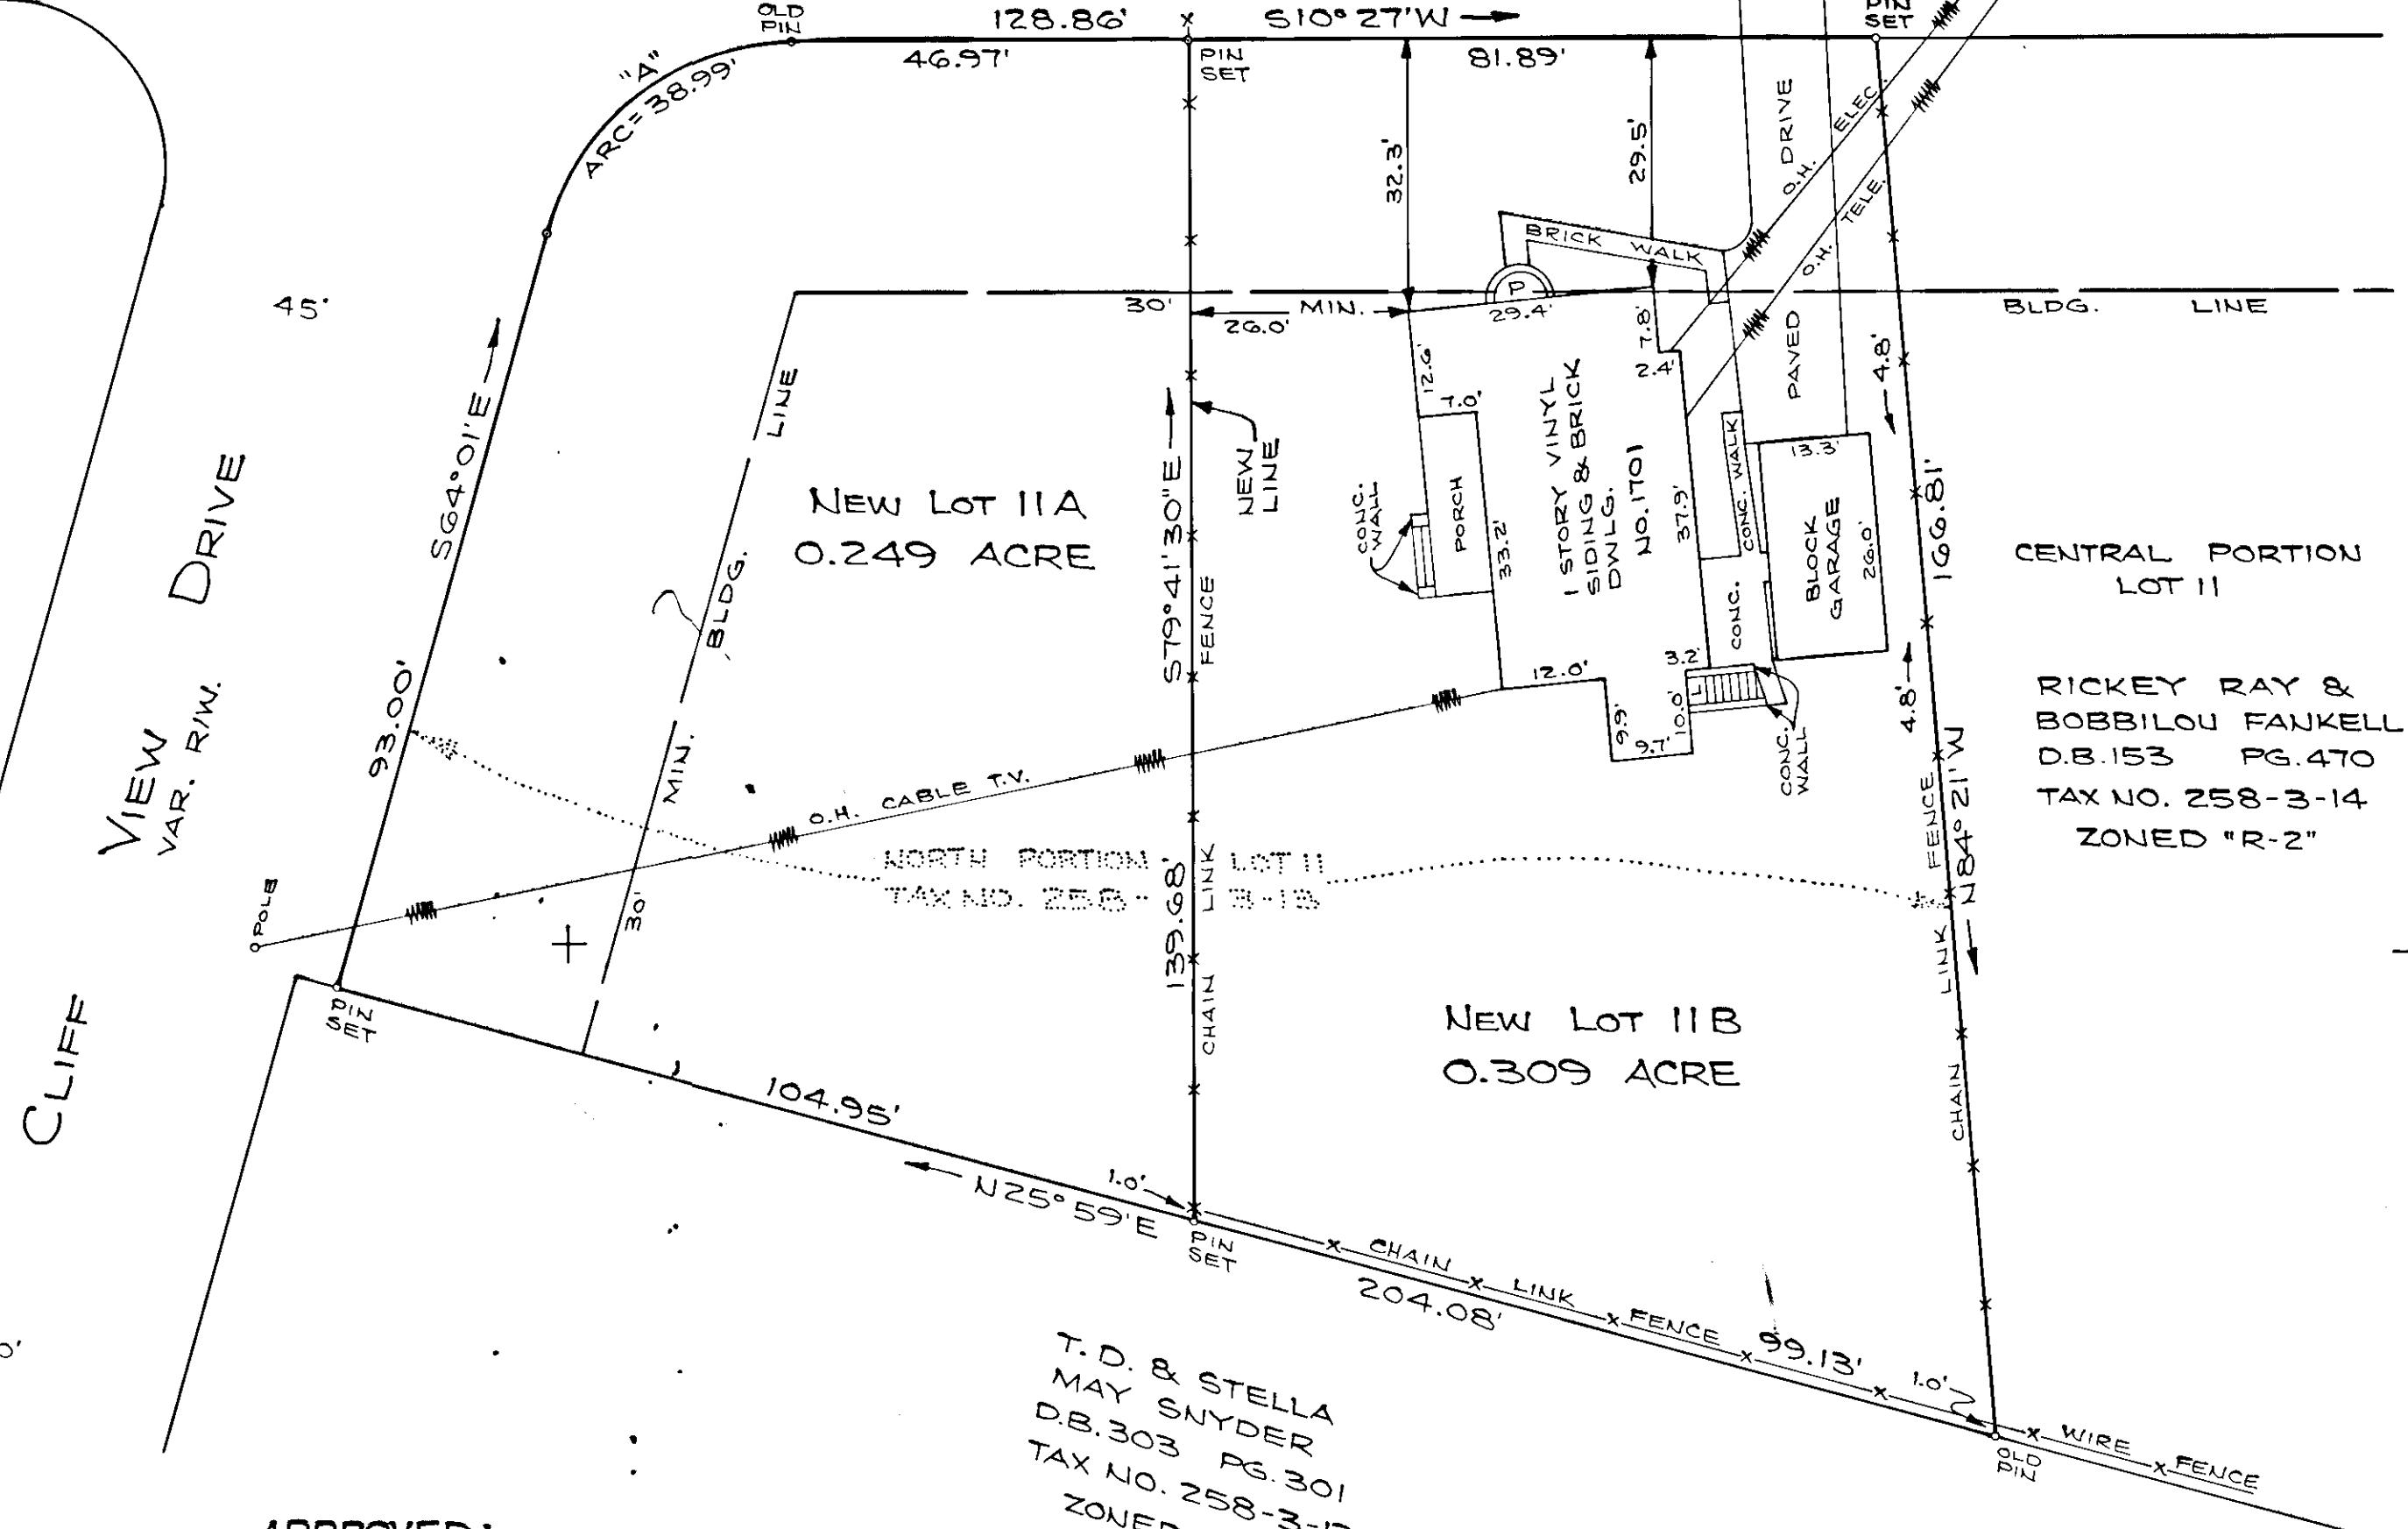 OLD
PIN
128.86'
S10° 27'W
PIN
SET
46.97'
PIN
SET
81.89'
"A"
ARC=38.99'
32.3'
29.5'
DRIVE
O.H. ELEC.
O.H. TELE.
BRICK WALK
P
45'
30' MIN. BLDG. LINE
26.0'
29.4'
7.8'
2.4'
12.6'
7.0'
PAVED
4.8'
S64°01'E
93.00'
30' MIN. BLDG. LINE
NEW LOT 11A
0.249 ACRE
NEW
LINE
S79°41'30"E
139.68'
CHAIN LINK FENCE
CONC.
WALL
PORCH
33.2'
1 STORY VINYL
SIDING & BRICK
DWLG.
NO.1701
37.9'
CONC. WALK
CONC.
13.3'
BLOCK
GARAGE
26.0'
166.81'
N84°21'W
CHAIN LINK FENCE
4.8'
CENTRAL PORTION
LOT 11
RICKEY RAY &
BOBBILOU FANKELL
D.B.153 PG.470
TAX NO. 258-3-14
ZONED "R-2"
12.0'
9.9'
9.7'
10.0'
3.2'
CONC.
WALL
CLIFF VIEW DRIVE
VAR. R/W.
POLE
O.H. CABLE T.V.
NORTH PORTION LOT 11
TAX NO. 258-3-13
PIN
SET
NEW LOT 11B
0.309 ACRE
104.95'
N25°59'E
1.0'
PIN
SET
CHAIN LINK FENCE
204.08'
99.13'
1.0'
OLD
PIN
WIRE FENCE
T.D. & STELLA
MAY SNYDER
D.B.303 PG.301
TAX NO. 258-3-
ZONED
APPROVED: